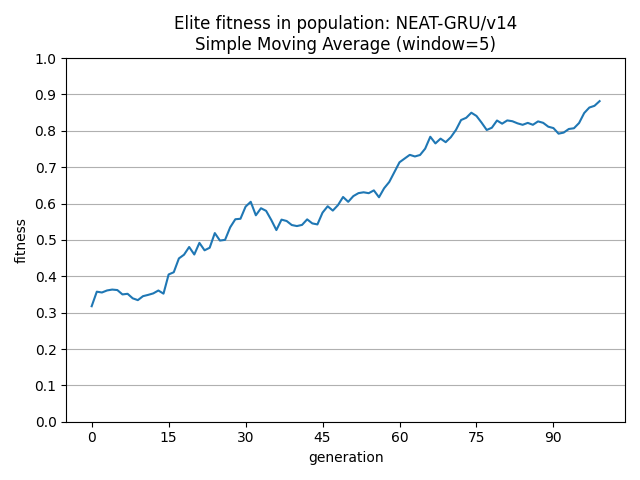 Elite fitness in population: NEAT-GRU/v14
Simple Moving Average (window=5)
1.0
0.9
0.8
0.7
0.6
0.5
0.4
0.3
0.2
0.1
0.0
fitness
0 15 30 45 60 75 90
generation